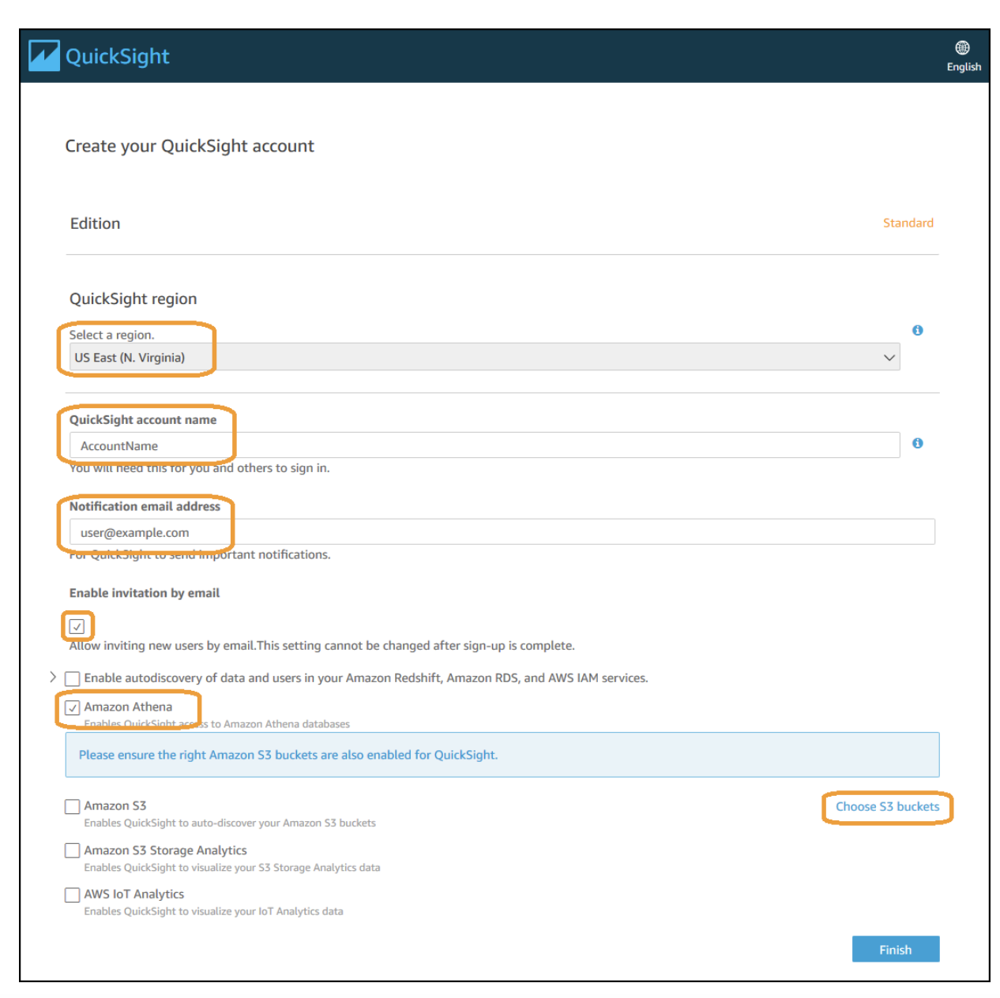 QuickSight
English
Create your QuickSight account
Edition
Standard
QuickSight region
Select a region.
US East (N. Virginia)
QuickSight account name
AccountName
You will need this for you and others to sign in.
Notification email address
user@example.com
For QuickSight to send important notifications.
Enable invitation by email
Allow inviting new users by email.This setting cannot be changed after sign-up is complete.
Enable autodiscovery of data and users in your Amazon Redshift, Amazon RDS, and AWS IAM services.
Amazon Athena
Enables QuickSight access to Amazon Athena databases
Please ensure the right Amazon S3 buckets are also enabled for QuickSight.
Amazon S3
Choose S3 buckets
Enables QuickSight to auto-discover your Amazon S3 buckets
Amazon S3 Storage Analytics
Enables QuickSight to visualize your S3 Storage Analytics data
AWS IoT Analytics
Enables QuickSight to visualize your IoT Analytics data
Finish